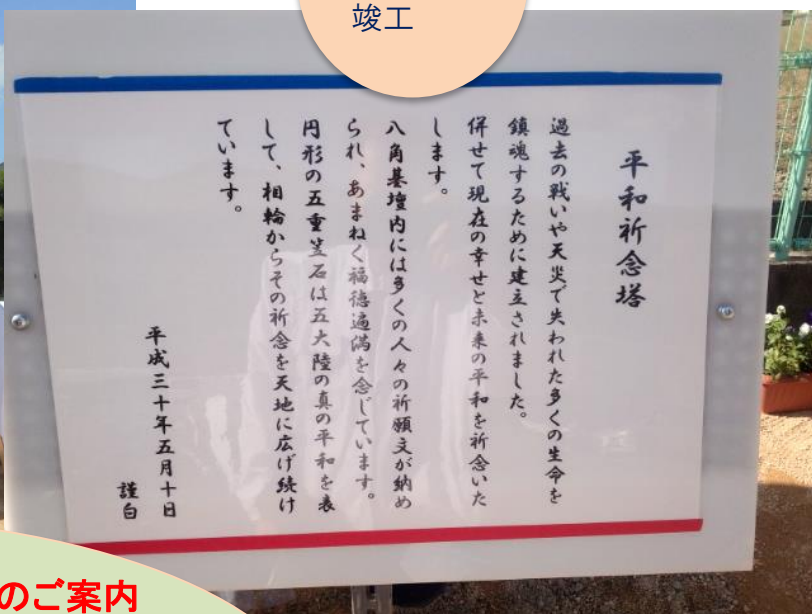 竣工
平和祈念塔
過去の戦いや天災で失われた多くの生命を
鎮魂するために建立されました。
併せて現在の幸せと未来の平和を祈念いた
します。
八角基壇内には多くの人々の祈願文が納め
られ、あまねく福徳遍満を念じています。
円形の五重笠石は五大陸の真の平和を表
して、相輪からその祈念を天地に広げ続け
ています。
平成三十年五月十日
謹白
のご案内